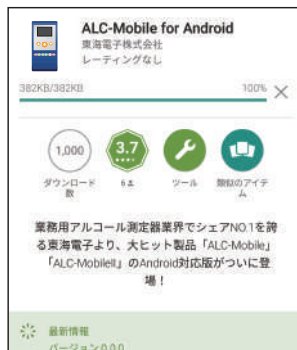 ALC-Mobile for Android
東海電子株式会社
レーティングなし
382KB/382KB 100%
1,000
3.7
ダウンロード
数
6
ツール
類似のアイテ
ム
業務用アルコール測定器業界でシェアNO.1を誇
る東海電子より、大ヒット製品「ALC-Mobile」
「ALC-MobileII」のAndroid対応版がついに登
場！
最新情報
バージョン0.0.0